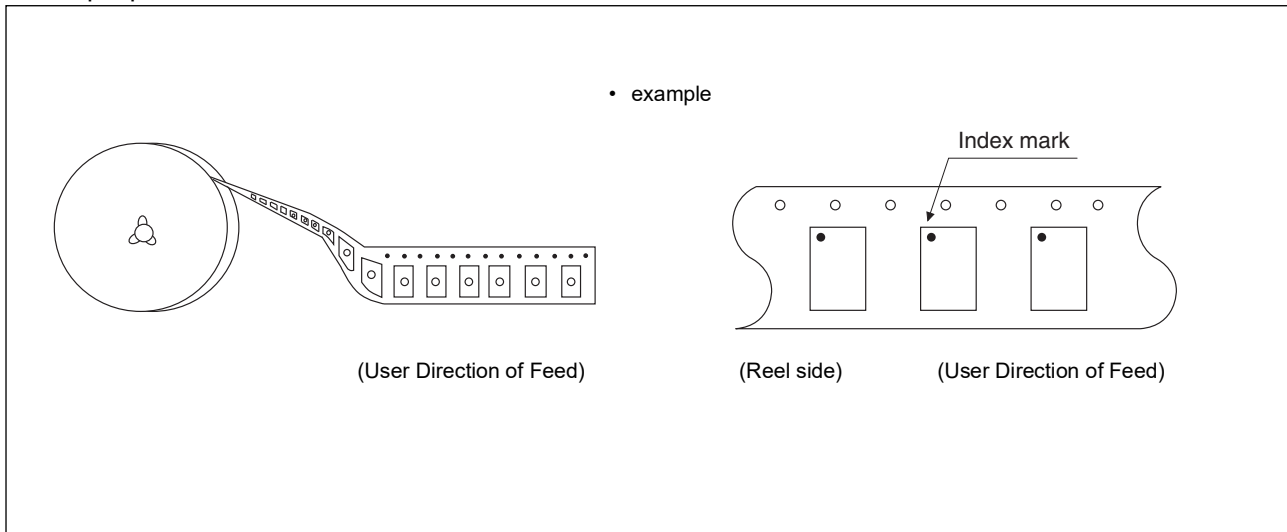 • example
Index mark
(User Direction of Feed)
(Reel side)
(User Direction of Feed)